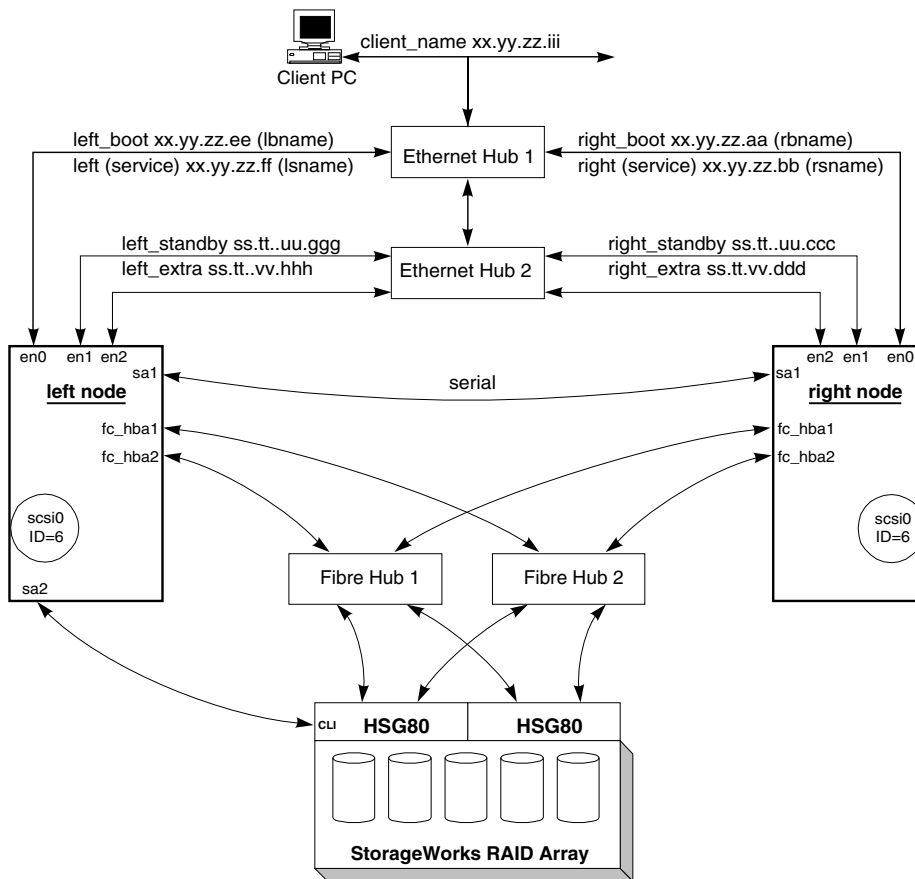 client_name xx.yy.zz.iii
Client PC
left_boot xx.yy.zz.ee (lbname)
left (service) xx.yy.zz.ff (lsname)
Ethernet Hub 1
right_boot xx.yy.zz.aa (rbname)
right (service) xx.yy.zz.bb (rsname)
left_standby ss.tt..uu.ggg
left_extra ss.tt..vv.hhh
Ethernet Hub 2
right_standby ss.tt..uu.ccc
right_extra ss.tt.vv.ddd
en0 en1 en2
sa1
left node
fc_hba1
fc_hba2
scsi0
ID=6
sa2
serial
en2 en1 en0
sa1
right node
fc_hba1
fc_hba2
scsi0
ID=6
Fibre Hub 1
Fibre Hub 2
CLI HSG80
HSG80
StorageWorks RAID Array